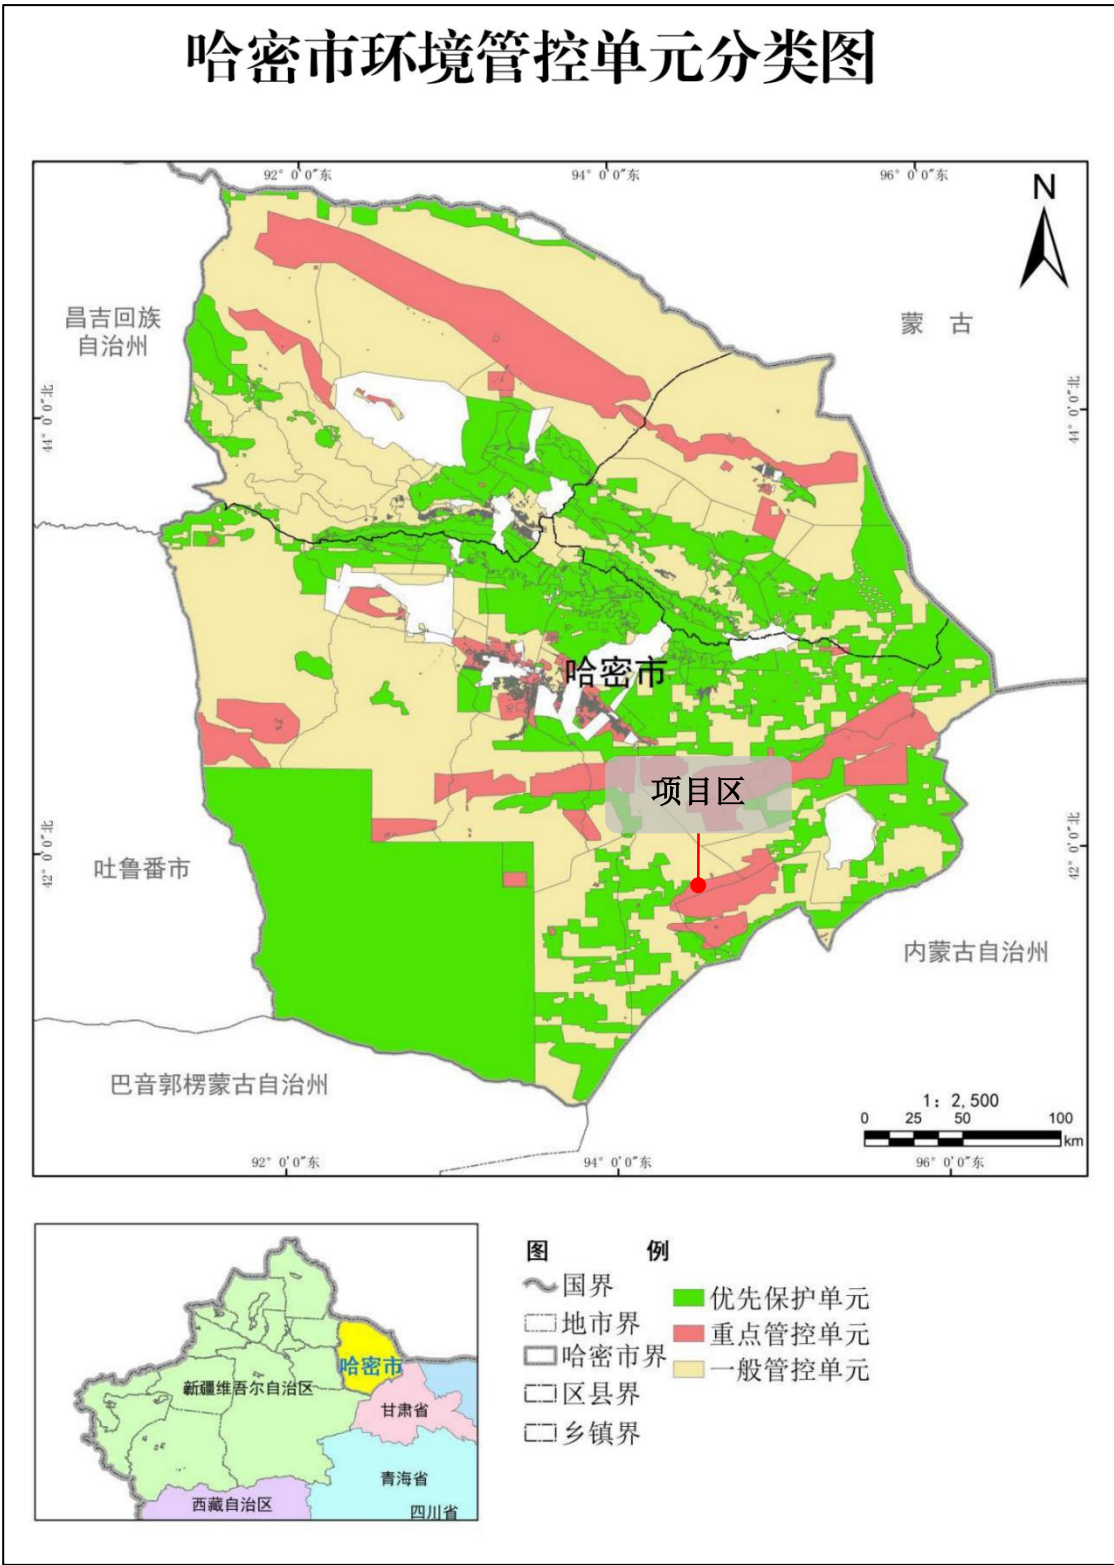 哈密市环境管控单元分类图
92° 0′0″东
94° 0′0″东
96° 0′0″东
N
昌吉回族
自治州
蒙 古
44° 0′0″北
44° 0′0″北
哈密市
项目区
42° 0′0″北
42° 0′0″北
吐鲁番市
内蒙古自治州
巴音郭楞蒙古自治州
1: 2,500
0 25 50 100
km
92° 0′0″东
94° 0′0″东
96° 0′0″东
图 例
国界
地市界
哈密市界
区县界
乡镇界
优先保护单元
重点管控单元
一般管控单元
哈密市
新疆维吾尔自治区
甘肃省
青海省
西藏自治区
四川省